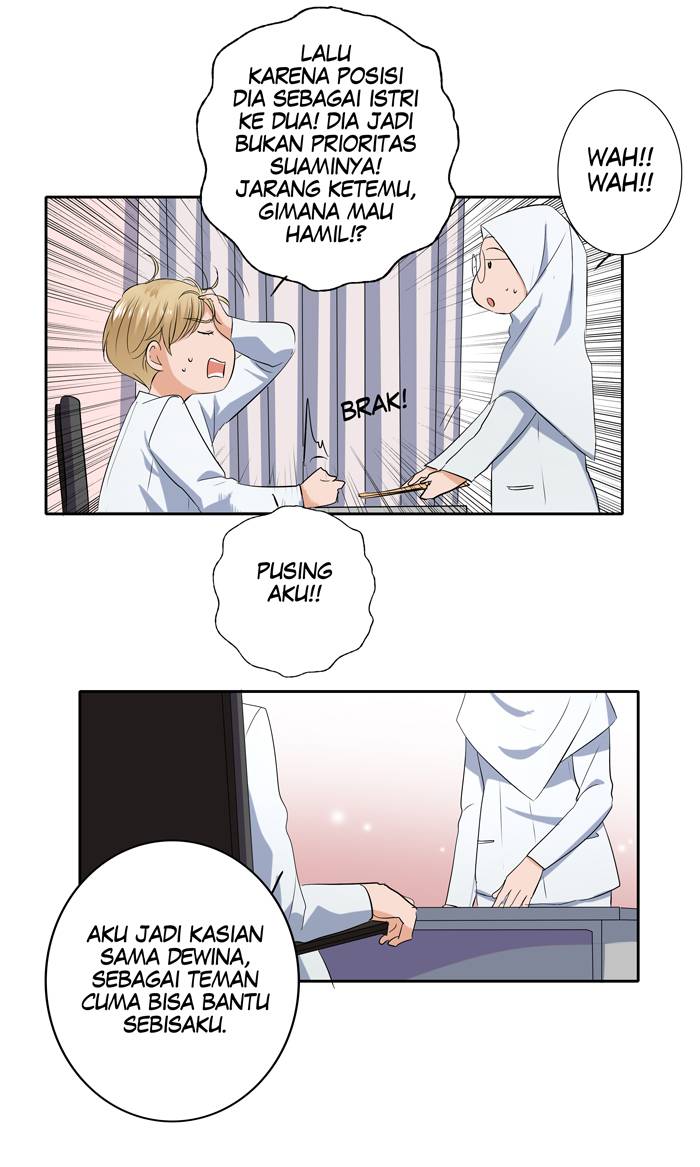 LALU
KARENA POSISI
DIA SEBAGAI ISTRI
KE DUA! DIA JADI
BUKAN PRIORITAS
SUAMINYA!
JARANG KETEMU,
GIMANA MAU
HAMIL!?
WAH!!
WAH!!
BRAK!
PUSING
AKU!!
AKU JADI KASIAN
SAMA DEWINA,
SEBAGAI TEMAN
CUMA BISA BANTU
SEBISAKU.